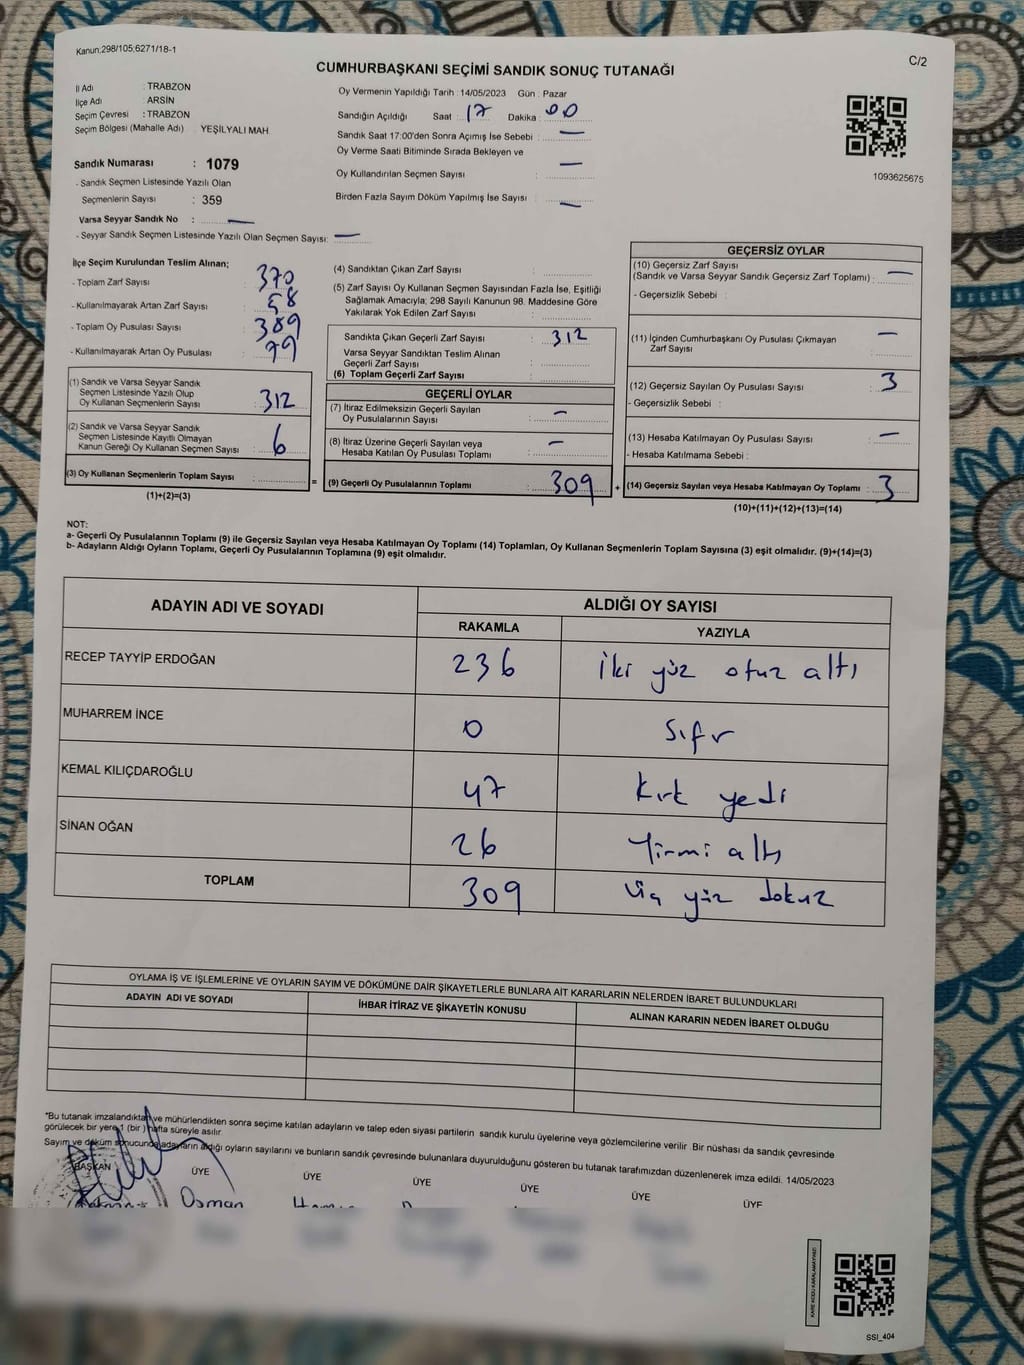 Kanun;298/105;6271/18-1
C/2
CUMHURBAŞKANI SEÇİMİ SANDIK SONUÇ TUTANAĞI
İl Adı : TRABZON
İlçe Adı : ARSİN
Seçim Çevresi : TRABZON
Seçim Bölgesi (Mahalle Adı) YEŞİLYALI MAH.
Sandık Numarası : 1079
- Sandık Seçmen Listesinde Yazılı Olan
Seçmenlerin Sayısı : 359
Varsa Seyyar Sandık No : —
- Seyyar Sandık Seçmen Listesinde Yazılı Olan Seçmen Sayısı: —
Oy Vermenin Yapıldığı Tarih : 14/05/2023 Gün : Pazar
Sandığın Açıldığı Saat : 17 Dakika : 00
Sandık Saat 17:00'den Sonra Açımış İse Sebebi : —
Oy Verme Saati Bitiminde Sırada Bekleyen ve
Oy Kullandırılan Seçmen Sayısı : —
Birden Fazla Sayım Döküm Yapılmış İse Sayısı : —
1093625675
İlçe Seçim Kurulundan Teslim Alınan;
- Toplam Zarf Sayısı : 370
- Kullanılmayarak Artan Zarf Sayısı : 58
- Toplam Oy Pusulası Sayısı : 389
- Kullanılmayarak Artan Oy Pusulası : 79
(1) Sandık ve Varsa Seyyar Sandık
Seçmen Listesinde Yazılı Olup
Oy Kullanan Seçmenlerin Sayısı : 312
(2) Sandık ve Varsa Seyyar Sandık
Seçmen Listesinde Kayıtlı Olmayan
Kanun Gereği Oy Kullanan Seçmen Sayısı : 6
(3) Oy Kullanan Seçmenlerin Toplam Sayısı :
(1)+(2)=(3)
(4) Sandıktan Çıkan Zarf Sayısı :
(5) Zarf Sayısı Oy Kullanan Seçmen Sayısından Fazla İse, Eşitliği
Sağlamak Amacıyla; 298 Sayılı Kanunun 98. Maddesine Göre
Yakılarak Yok Edilen Zarf Sayısı :
Sandıkta Çıkan Geçerli Zarf Sayısı : 312
Varsa Seyyar Sandıktan Teslim Alınan
Geçerli Zarf Sayısı :
(6) Toplam Geçerli Zarf Sayısı :
GEÇERLİ OYLAR
(7) İtiraz Edilmeksizin Geçerli Sayılan
Oy Pusulalarının Sayısı : —
(8) İtiraz Üzerine Geçerli Sayılan veya
Hesaba Katılan Oy Pusulası Toplamı : —
= (9) Geçerli Oy Pusulalarının Toplamı : 309 +
GEÇERSİZ OYLAR
(10) Geçersiz Zarf Sayısı
(Sandık ve Varsa Seyyar Sandık Geçersiz Zarf Toplamı) : —
- Geçersizlik Sebebi :
(11) İçinden Cumhurbaşkanı Oy Pusulası Çıkmayan
Zarf Sayısı : —
(12) Geçersiz Sayılan Oy Pusulası Sayısı : 3
- Geçersizlik Sebebi :
(13) Hesaba Katılmayan Oy Pusulası Sayısı : —
- Hesaba Katılmama Sebebi :
(14) Geçersiz Sayılan veya Hesaba Katılmayan Oy Toplamı : 3
(10)+(11)+(12)+(13)=(14)
NOT:
a- Geçerli Oy Pusulalarının Toplamı (9) ile Geçersiz Sayılan veya Hesaba Katılmayan Oy Toplamı (14) Toplamları, Oy Kullanan Seçmenlerin Toplam Sayısına (3) eşit olmalıdır. (9)+(14)=(3)
b- Adayların Aldığı Oyların Toplamı, Geçerli Oy Pusulalarının Toplamına (9) eşit olmalıdır.
ADAYIN ADI VE SOYADI ALDIĞI OY SAYISI
RAKAMLA YAZIYLA
RECEP TAYYİP ERDOĞAN 236 iki yüz otuz altı
MUHARREM İNCE 0 Sıfır
KEMAL KILIÇDAROĞLU 47 kırk yedi
SİNAN OĞAN 26 Yirmi altı
TOPLAM 309 Üç yüz dokuz
OYLAMA İŞ VE İŞLEMLERİNE VE OYLARIN SAYIM VE DÖKÜMÜNE DAİR ŞİKAYETLERLE BUNLARA AİT KARARLARIN NELERDEN İBARET BULUNDUKLARI
ADAYIN ADI VE SOYADI İHBAR İTİRAZ VE ŞİKAYETİN KONUSU ALINAN KARARIN NEDEN İBARET OLDUĞU
*Bu tutanak imzalandıktan ve mühürlendikten sonra seçime katılan adayların ve talep eden siyasi partilerin sandık kurulu üyelerine veya gözlemcilerine verilir. Bir nüshası da sandık çevresinde
görülecek bir yere 1 (bir) hafta süreyle asılır.
Sayım ve döküm sonucunda adayların aldığı oyların sayılarını ve bunların sandık çevresinde bulunanlara duyurulduğunu gösteren bu tutanak tarafımızdan düzenlenerek imza edildi. 14/05/2023
BAŞKAN ÜYE ÜYE ÜYE ÜYE ÜYE ÜYE
Osman
KARE KODU KARALAMAYINIZ!
SSI_404